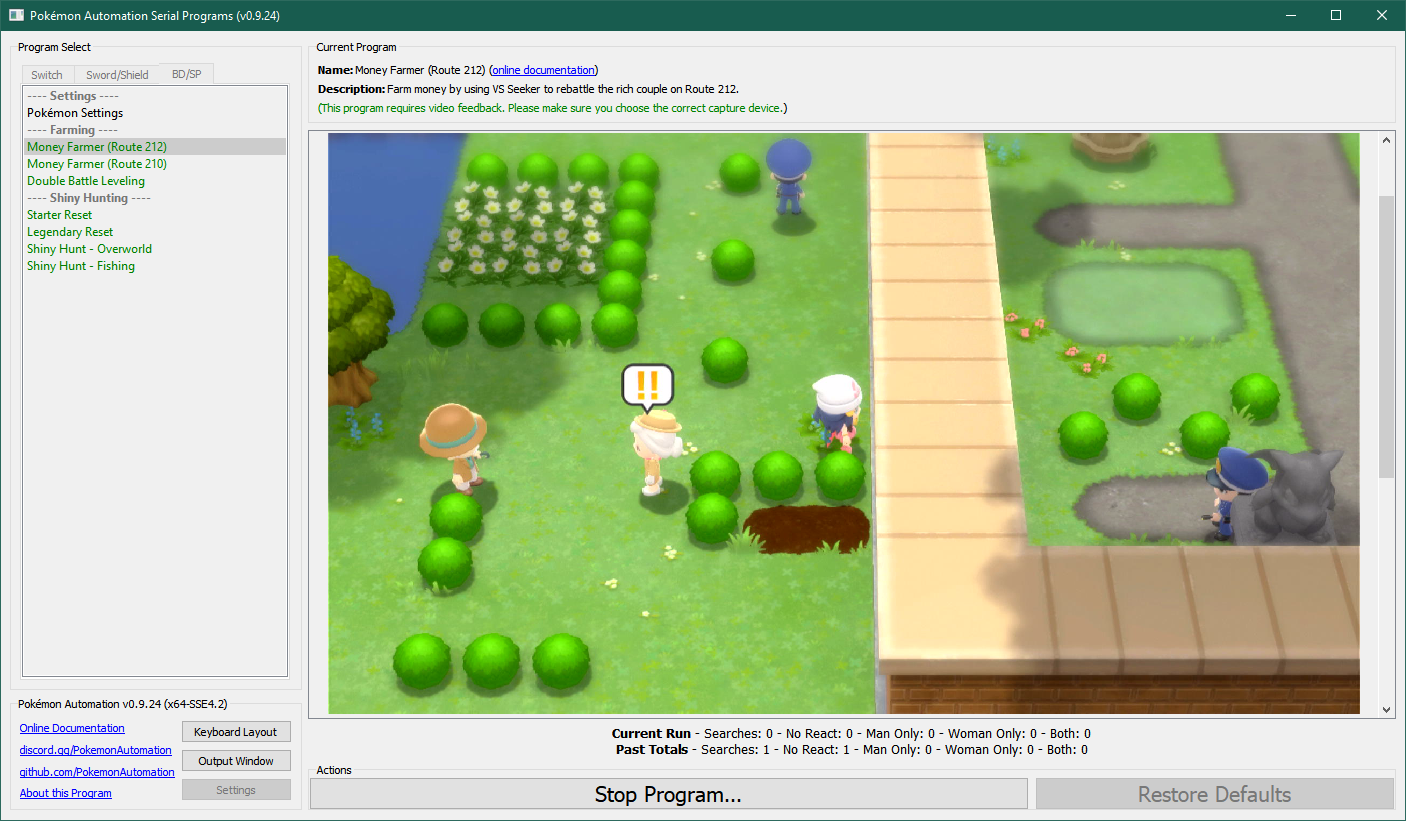 Pokémon Automation Serial Programs (v0.9.24)
Program Select
Switch
Sword/Shield
BD/SP
---- Settings ----
Pokémon Settings
---- Farming ----
Money Farmer (Route 212)
Money Farmer (Route 210)
Double Battle Leveling
---- Shiny Hunting ----
Starter Reset
Legendary Reset
Shiny Hunt - Overworld
Shiny Hunt - Fishing
Pokémon Automation v0.9.24 (x64-SSE4.2)
Online Documentation
discord.gg/PokemonAutomation
github.com/PokemonAutomation
About this Program
Keyboard Layout
Output Window
Settings
Current Program
Name: Money Farmer (Route 212) (online documentation)
Description: Farm money by using VS Seeker to rebattle the rich couple on Route 212.
(This program requires video feedback. Please make sure you choose the correct capture device.)
!!
Current Run - Searches: 0 - No React: 0 - Man Only: 0 - Woman Only: 0 - Both: 0
Past Totals - Searches: 1 - No React: 1 - Man Only: 0 - Woman Only: 0 - Both: 0
Actions
Stop Program...
Restore Defaults